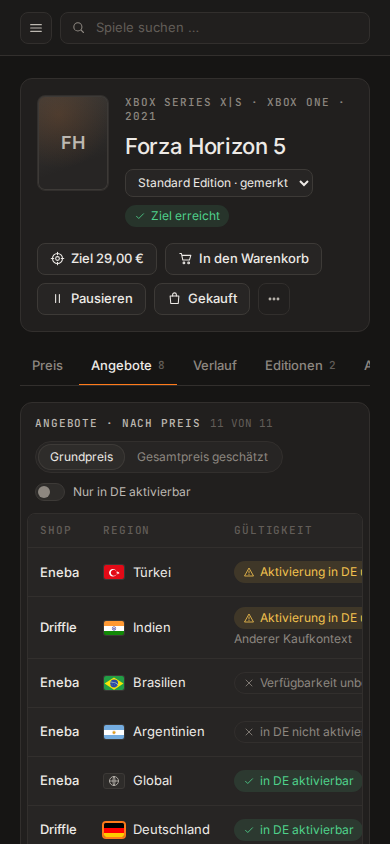 Spiele suchen ...
XBOX SERIES X|S · XBOX ONE ·
2021
FH
Forza Horizon 5
Standard Edition · gemerkt
Ziel erreicht
Ziel 29,00 €
In den Warenkorb
Pausieren
Gekauft
Preis
Angebote 8
Verlauf
Editionen 2
A
ANGEBOTE · NACH PREIS 11 VON 11
Grundpreis
Gesamtpreis geschätzt
Nur in DE aktivierbar
SHOP REGION GÜLTIGKEIT
Eneba Türkei Aktivierung in DE
Driffle Indien Aktivierung in DE
Anderer Kaufkontext
Eneba Brasilien Verfügbarkeit unb
Eneba Argentinien in DE nicht aktivie
Eneba Global in DE aktivierbar
Driffle Deutschland in DE aktivierbar